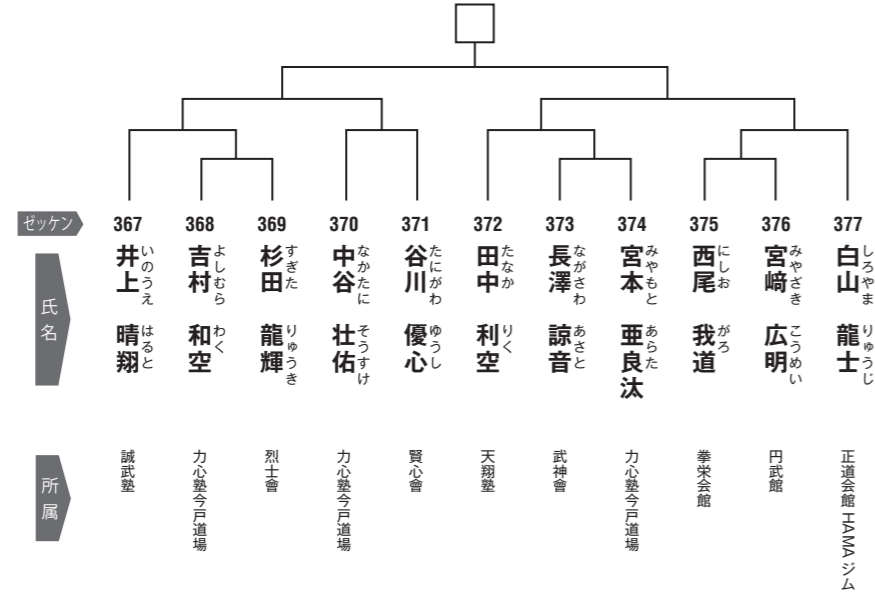 ゼッケン
367
368
369
370
371
372
373
374
375
376
377
氏名
井上 晴翔
いのうえ はると
吉村 和空
よしむら わく
杉田 龍輝
すぎた りゅうき
中谷 壮佑
なかたに そうすけ
谷川 優心
たにがわ ゆうし
田中 利空
たなか りく
長澤 諒音
ながさわ あさと
宮本 亜良汰
みやもと あらた
西尾 我道
にしお がろ
宮﨑 広明
みやざき こうめい
白山 龍士
しろやま りゅうじ
所属
誠武塾
力心塾今戸道場
烈士會
力心塾今戸道場
賢心會
天翔塾
武神會
力心塾今戸道場
拳栄会館
円武館
正道会館 HAMA ジム